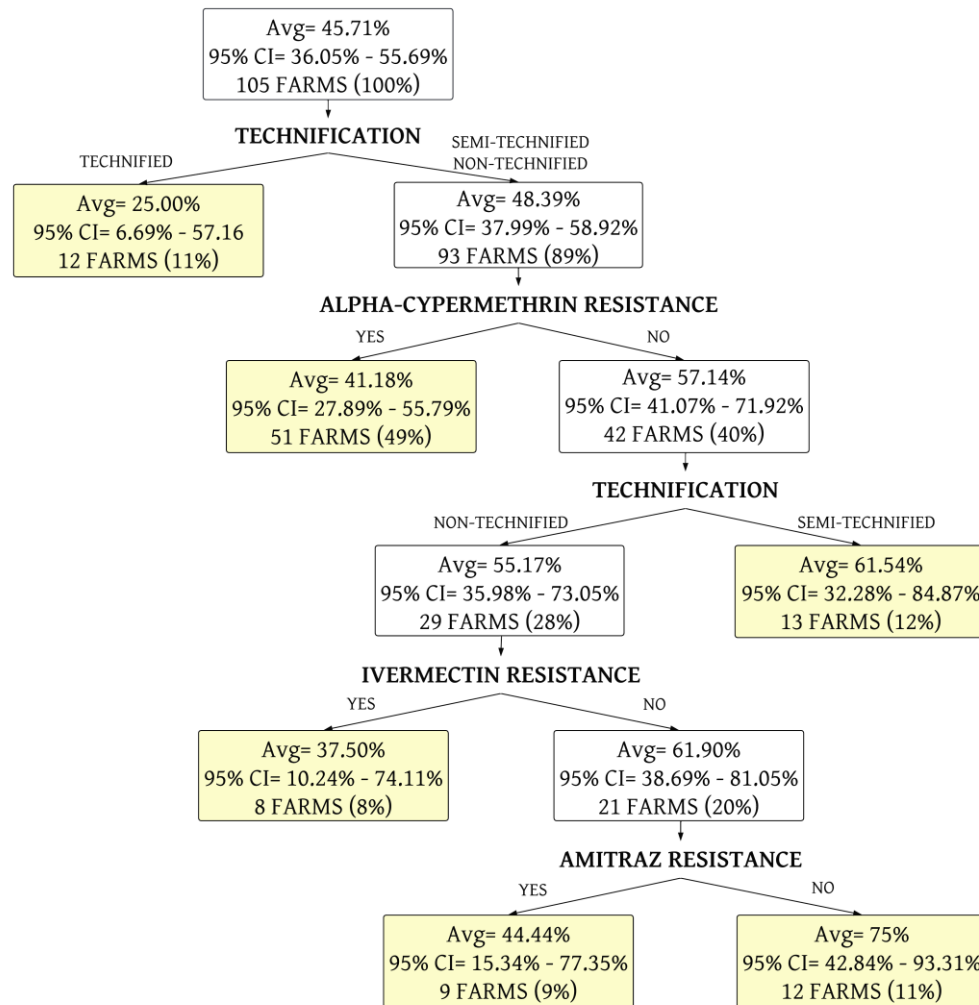 Avg= 45.71%
95% CI= 36.05% - 55.69%
105 FARMS (100%)
TECHNIFICATION
TECHNIFIED
SEMI-TECHNIFIED
NON-TECHNIFIED
Avg= 25.00%
95% CI= 6.69% - 57.16
12 FARMS (11%)
Avg= 48.39%
95% CI= 37.99% - 58.92%
93 FARMS (89%)
ALPHA-CYPERMETHRIN RESISTANCE
YES
NO
Avg= 41.18%
95% CI= 27.89% - 55.79%
51 FARMS (49%)
Avg= 57.14%
95% CI= 41.07% - 71.92%
42 FARMS (40%)
TECHNIFICATION
NON-TECHNIFIED
SEMI-TECHNIFIED
Avg= 55.17%
95% CI= 35.98% - 73.05%
29 FARMS (28%)
Avg= 61.54%
95% CI= 32.28% - 84.87%
13 FARMS (12%)
IVERMECTIN RESISTANCE
YES
NO
Avg= 37.50%
95% CI= 10.24% - 74.11%
8 FARMS (8%)
Avg= 61.90%
95% CI= 38.69% - 81.05%
21 FARMS (20%)
AMITRAZ RESISTANCE
YES
NO
Avg= 44.44%
95% CI= 15.34% - 77.35%
9 FARMS (9%)
Avg= 75%
95% CI= 42.84% - 93.31%
12 FARMS (11%)